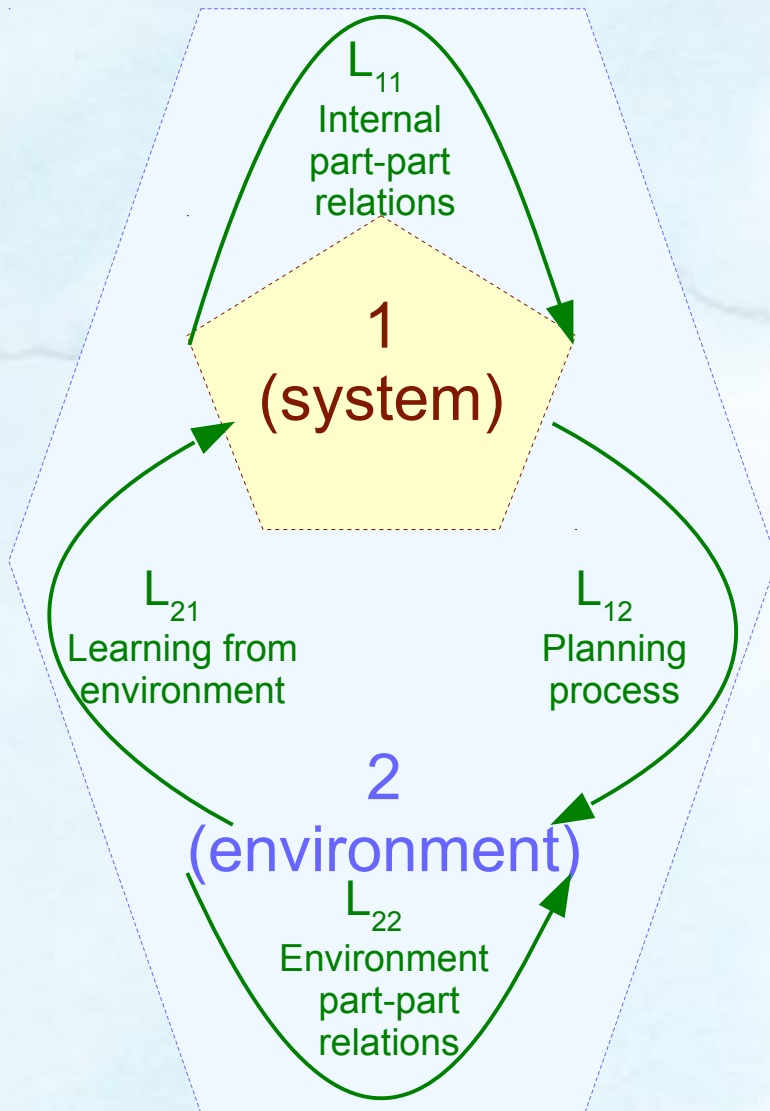 L₁₁
Internal
part-part
relations
1
(system)
L₂₁
Learning from
environment
L₁₂
Planning
process
2
(environment)
L₂₂
Environment
part-part
relations